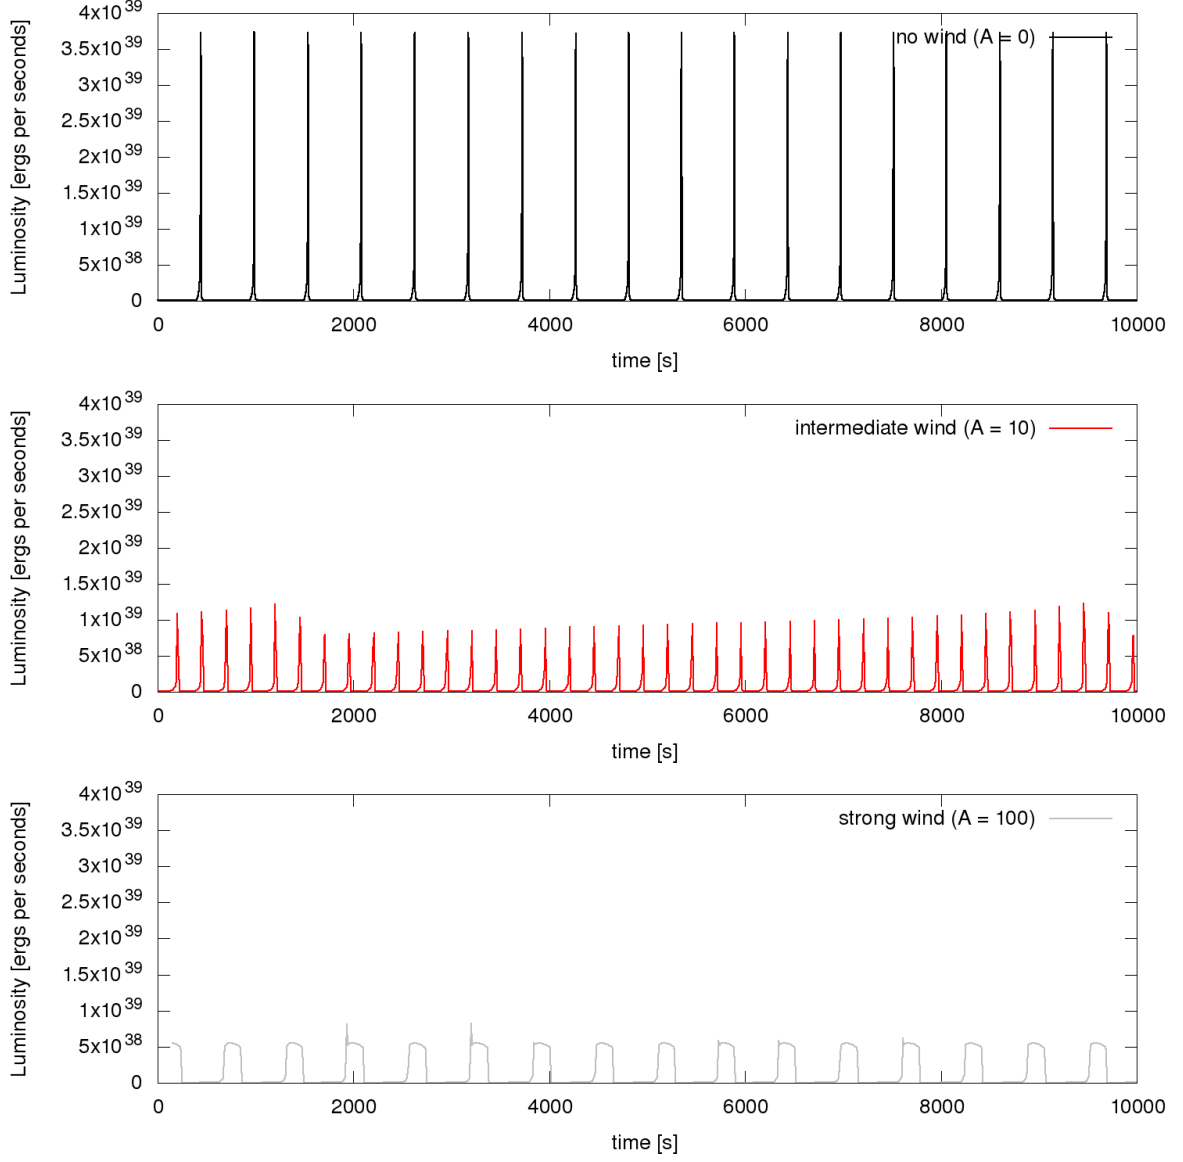 Luminosity [ergs per seconds]
4x10^39
3.5x10^39
3x10^39
2.5x10^39
2x10^39
1.5x10^39
1x10^39
5x10^38
0
no wind (A = 0)
0 2000 4000 6000 8000 10000
time [s]
Luminosity [ergs per seconds]
4x10^39
3.5x10^39
3x10^39
2.5x10^39
2x10^39
1.5x10^39
1x10^39
5x10^38
0
intermediate wind (A = 10)
0 2000 4000 6000 8000 10000
time [s]
Luminosity [ergs per seconds]
4x10^39
3.5x10^39
3x10^39
2.5x10^39
2x10^39
1.5x10^39
1x10^39
5x10^38
0
strong wind (A = 100)
0 2000 4000 6000 8000 10000
time [s]